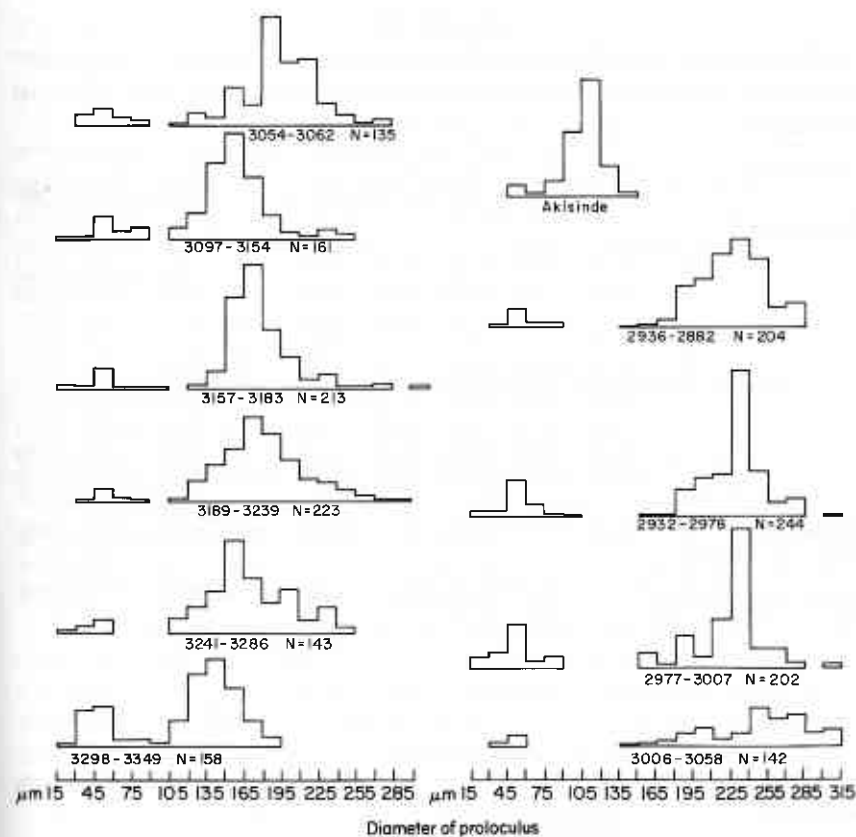 3054-3062 N=135
3097-3154 N=161
3157-3183 N=213
3189-3239 N=223
3241-3286 N=143
3298-3349 N=158
μm 15 45 75 105 135 165 195 225 255 285
Akisinde
2936-2882 N=204
2932-2978 N=244
2977-3007 N=202
3006-3058 N=142
μm 15 45 75 105 135 165 195 235 255 285 315
Diameter of proloculus